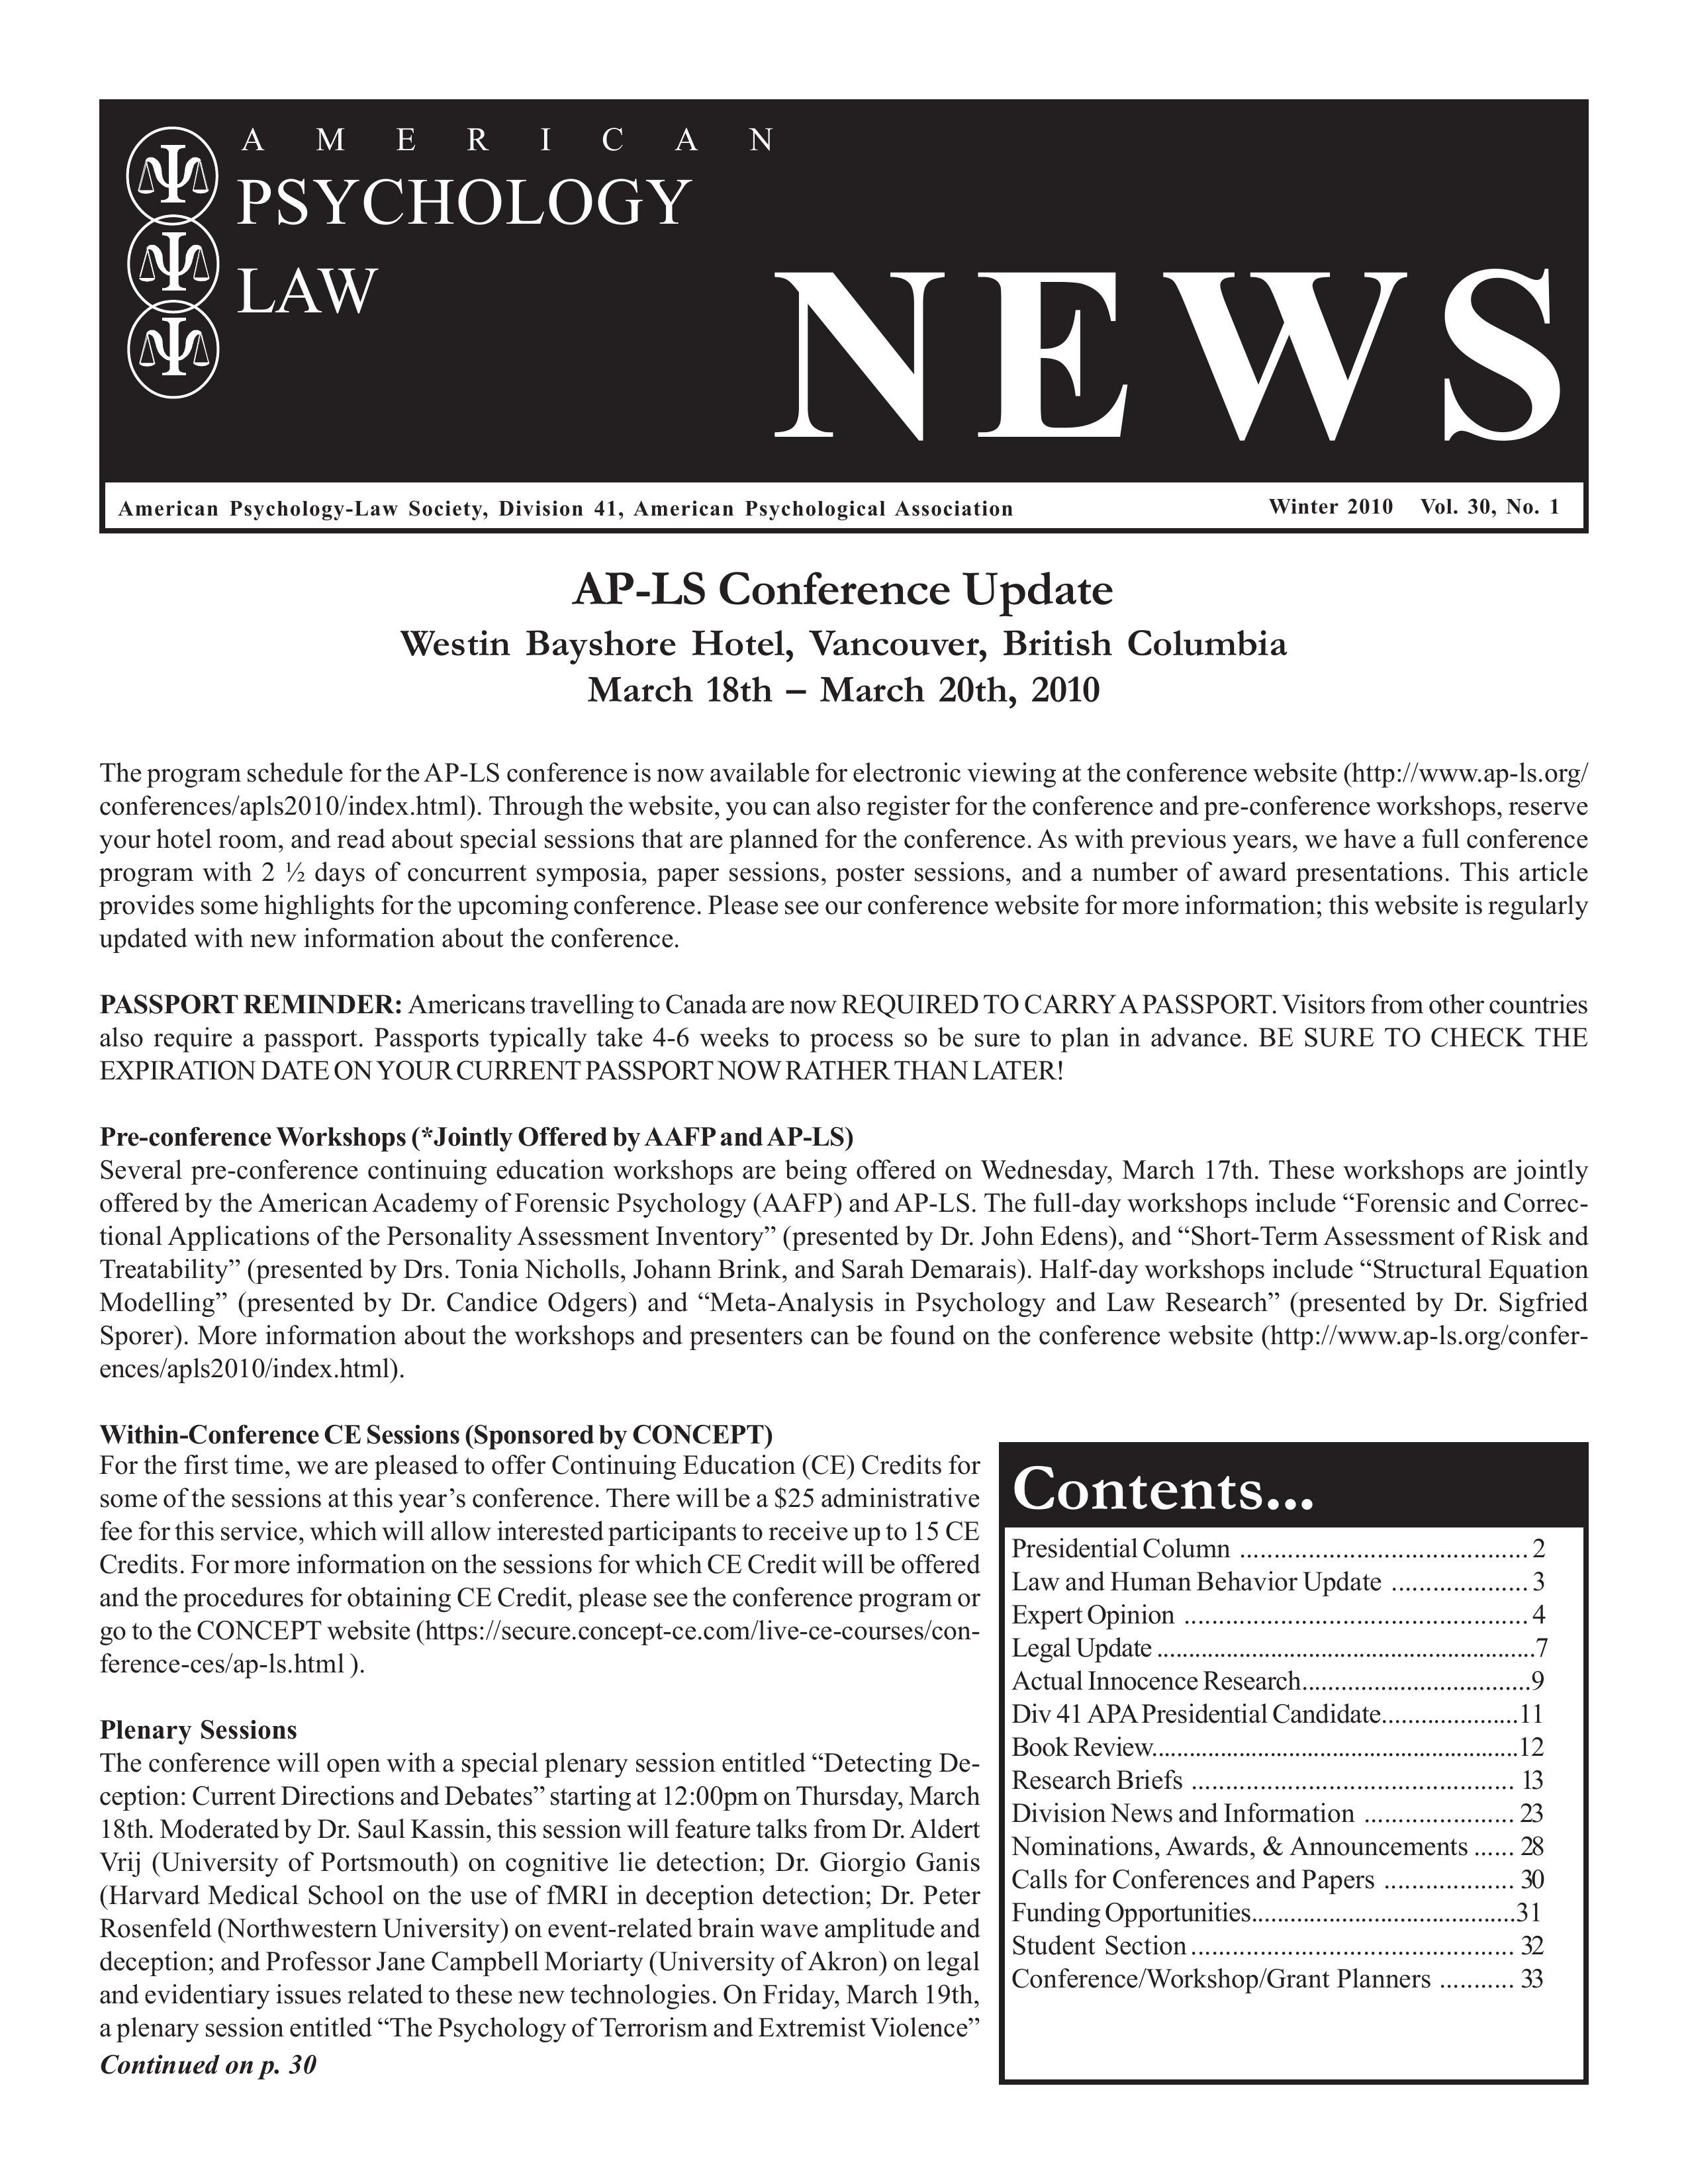 A M E R I C A N
PSYCHOLOGY
LAW
NEWS
American Psychology-Law Society, Division 41, American Psychological Association
Winter 2010 Vol. 30, No. 1
AP-LS Conference Update
Westin Bayshore Hotel, Vancouver, British Columbia
March 18th – March 20th, 2010
The program schedule for the AP-LS conference is now available for electronic viewing at the conference website (http://www.ap-ls.org/
conferences/apls2010/index.html). Through the website, you can also register for the conference and pre-conference workshops, reserve
your hotel room, and read about special sessions that are planned for the conference. As with previous years, we have a full conference
program with 2 ½ days of concurrent symposia, paper sessions, poster sessions, and a number of award presentations. This article
provides some highlights for the upcoming conference. Please see our conference website for more information; this website is regularly
updated with new information about the conference.
PASSPORT REMINDER: Americans travelling to Canada are now REQUIRED TO CARRY A PASSPORT. Visitors from other countries
also require a passport. Passports typically take 4-6 weeks to process so be sure to plan in advance. BE SURE TO CHECK THE
EXPIRATION DATE ON YOUR CURRENT PASSPORT NOW RATHER THAN LATER!
Pre-conference Workshops (*Jointly Offered by AAFP and AP-LS)
Several pre-conference continuing education workshops are being offered on Wednesday, March 17th. These workshops are jointly
offered by the American Academy of Forensic Psychology (AAFP) and AP-LS. The full-day workshops include “Forensic and Correc-
tional Applications of the Personality Assessment Inventory” (presented by Dr. John Edens), and “Short-Term Assessment of Risk and
Treatability” (presented by Drs. Tonia Nicholls, Johann Brink, and Sarah Demarais). Half-day workshops include “Structural Equation
Modelling” (presented by Dr. Candice Odgers) and “Meta-Analysis in Psychology and Law Research” (presented by Dr. Sigfried
Sporer). More information about the workshops and presenters can be found on the conference website (http://www.ap-ls.org/confer-
ences/apls2010/index.html).
Within-Conference CE Sessions (Sponsored by CONCEPT)
For the first time, we are pleased to offer Continuing Education (CE) Credits for
some of the sessions at this year’s conference. There will be a $25 administrative
fee for this service, which will allow interested participants to receive up to 15 CE
Credits. For more information on the sessions for which CE Credit will be offered
and the procedures for obtaining CE Credit, please see the conference program or
go to the CONCEPT website (https://secure.concept-ce.com/live-ce-courses/con-
ference-ces/ap-ls.html ).
Plenary Sessions
The conference will open with a special plenary session entitled “Detecting De-
ception: Current Directions and Debates” starting at 12:00pm on Thursday, March
18th. Moderated by Dr. Saul Kassin, this session will feature talks from Dr. Aldert
Vrij (University of Portsmouth) on cognitive lie detection; Dr. Giorgio Ganis
(Harvard Medical School on the use of fMRI in deception detection; Dr. Peter
Rosenfeld (Northwestern University) on event-related brain wave amplitude and
deception; and Professor Jane Campbell Moriarty (University of Akron) on legal
and evidentiary issues related to these new technologies. On Friday, March 19th,
a plenary session entitled “The Psychology of Terrorism and Extremist Violence”
Continued on p. 30
Contents...
Presidential Column .......................................... 2
Law and Human Behavior Update .................... 3
Expert Opinion .................................................. 4
Legal Update ...........................................................7
Actual Innocence Research...................................9
Div 41 APA Presidential Candidate.....................11
Book Review.........................................................12
Research Briefs ............................................... 13
Division News and Information ...................... 23
Nominations, Awards, & Announcements ...... 28
Calls for Conferences and Papers ................... 30
Funding Opportunities.........................................31
Student Section ............................................... 32
Conference/Workshop/Grant Planners ........... 33